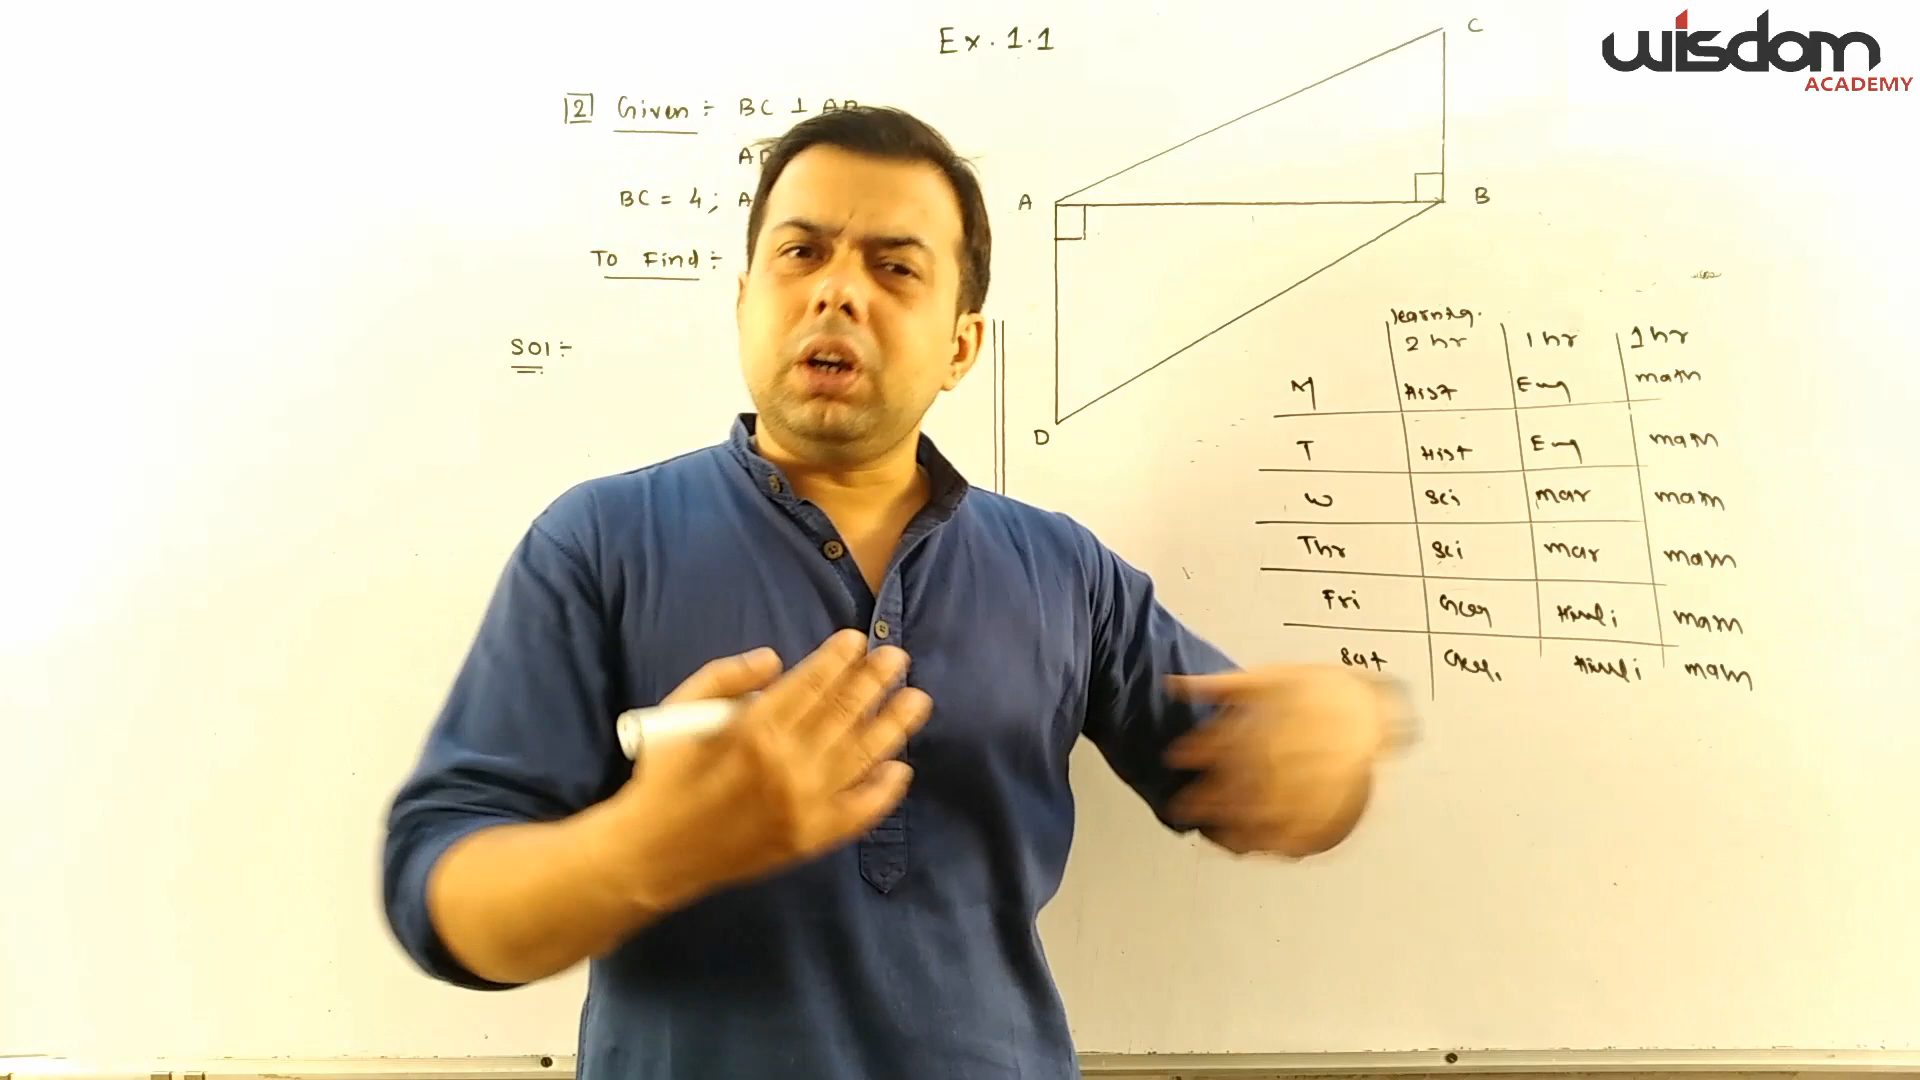 Ex. 1.1
wisdom
ACADEMY
2 Given ÷ BC ⊥ AB
BC = 4;
To Find ÷
Sol ÷
C
A
B
D
learning.
2 hr 1 hr 1 hr
M Hist Eng math
T Hist Eng math
W Sci mar math
Thr Sci mar math
Fri Geog Hindi math
Sat Geog. Hindi math